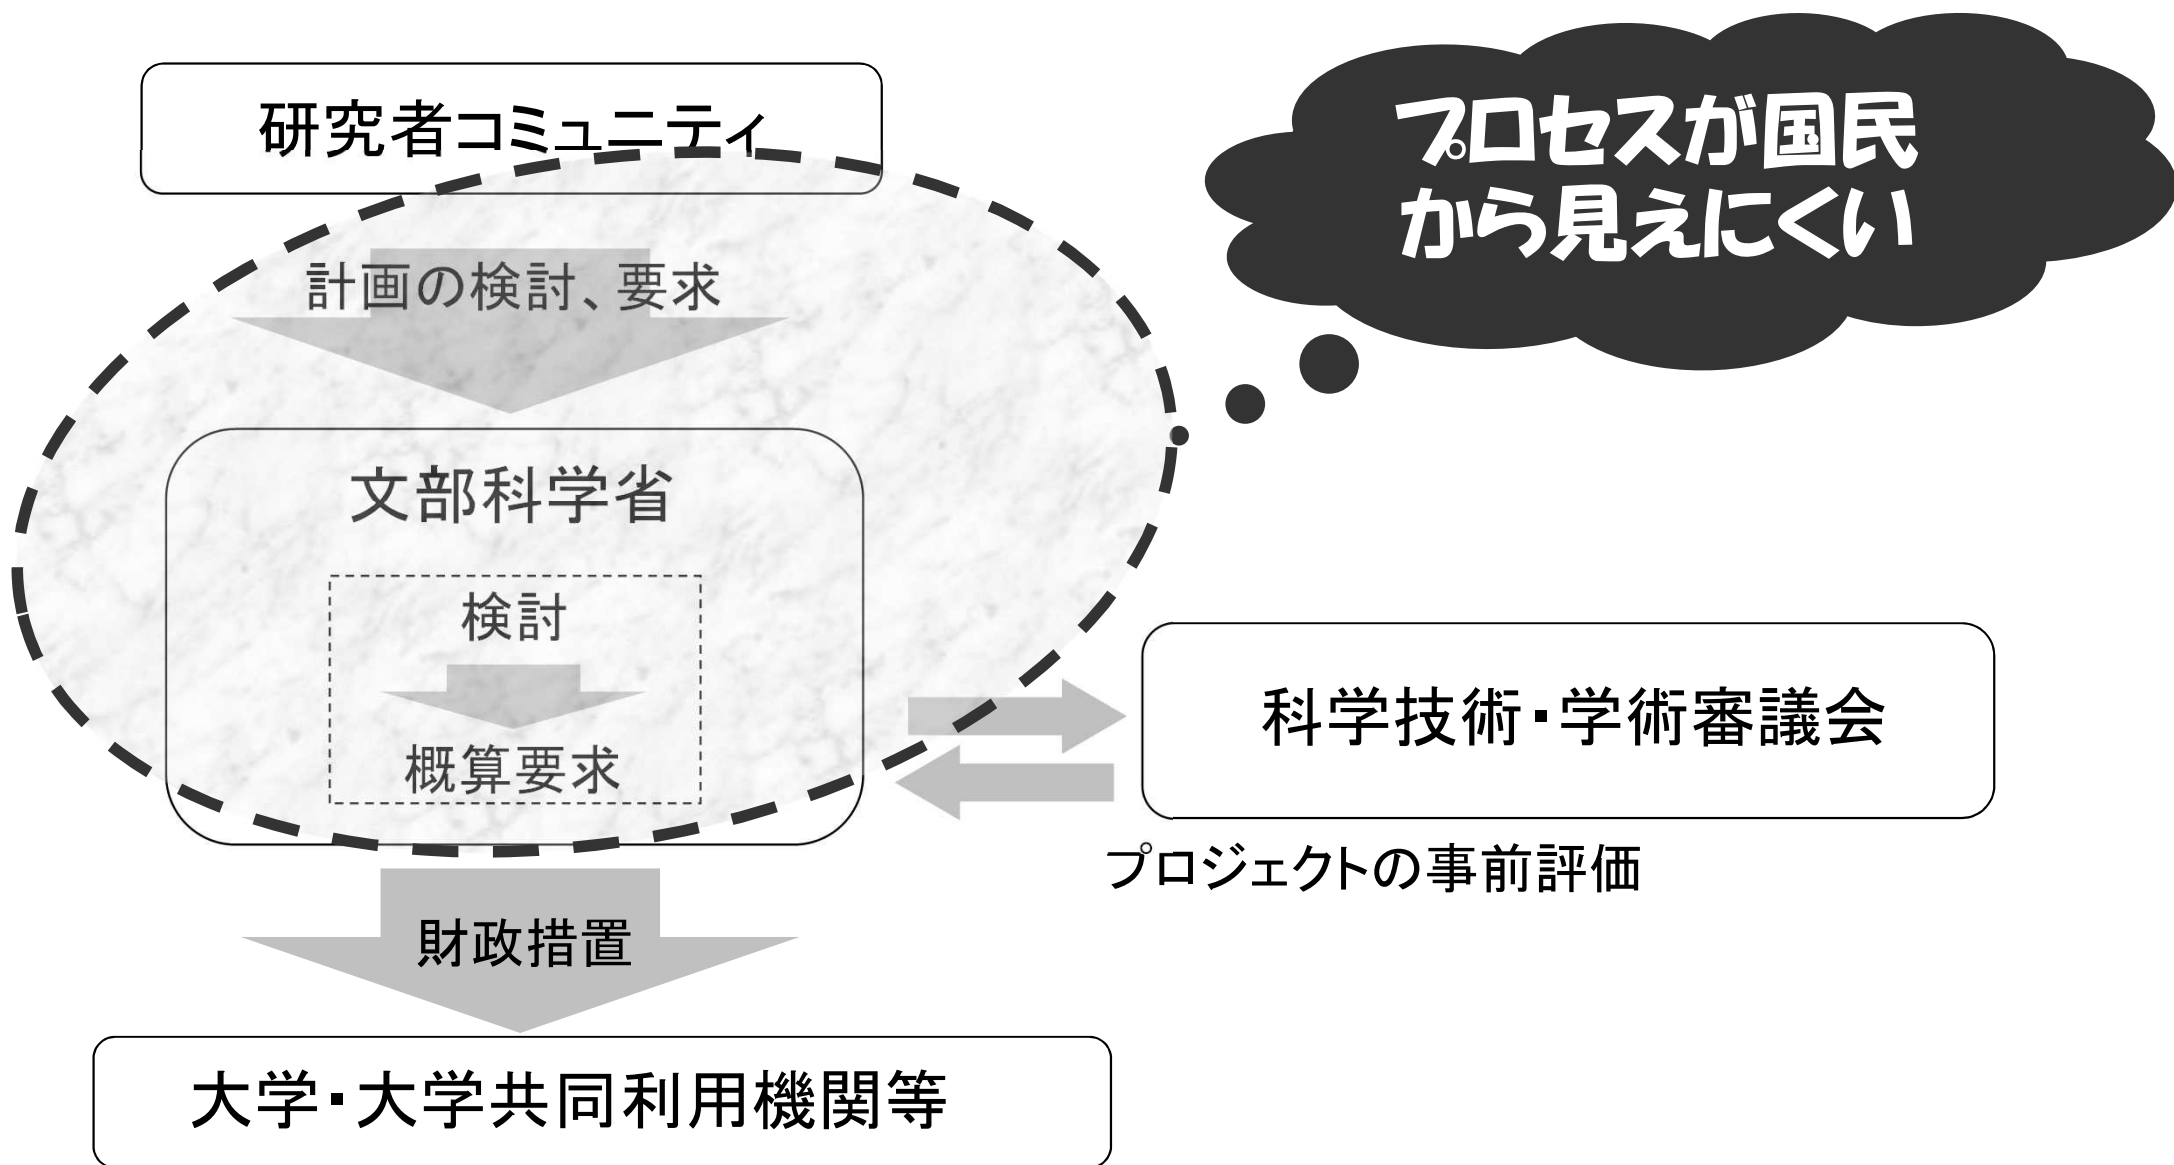 研究者コミュニティ
プロセスが国民
から見えにくい
計画の検討、要求
文部科学省
検討
概算要求
科学技術・学術審議会
プロジェクトの事前評価
財政措置
大学・大学共同利用機関等